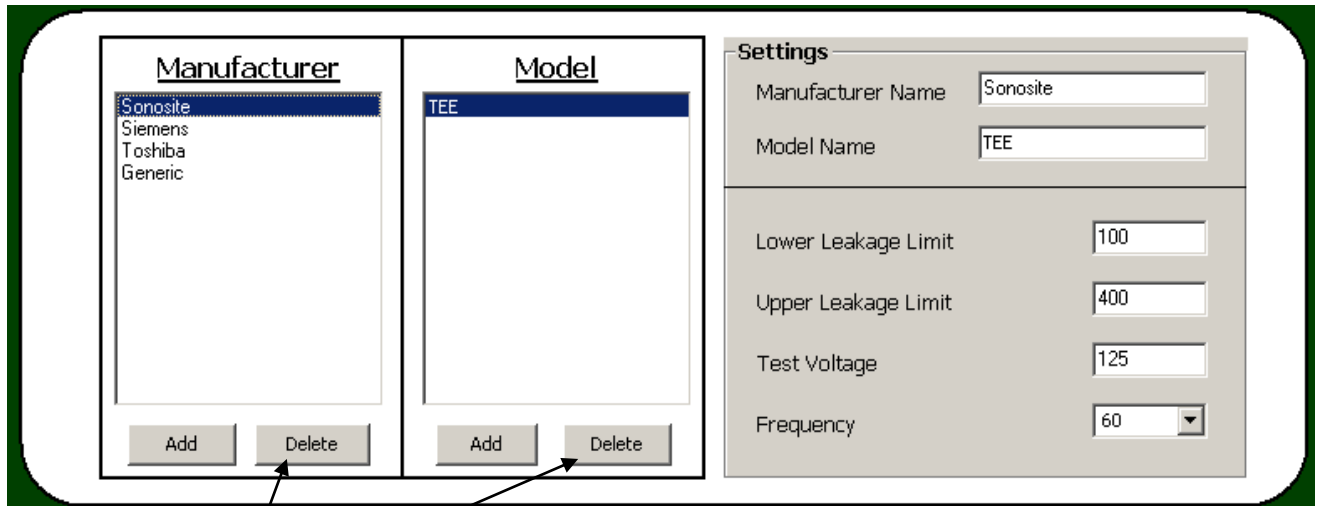 Manufacturer
Sonosite
Siemens
Toshiba
Generic
Add Delete
Model
TEE
Add Delete
Settings
Manufacturer Name Sonosite
Model Name TEE
Lower Leakage Limit 100
Upper Leakage Limit 400
Test Voltage 125
Frequency 60